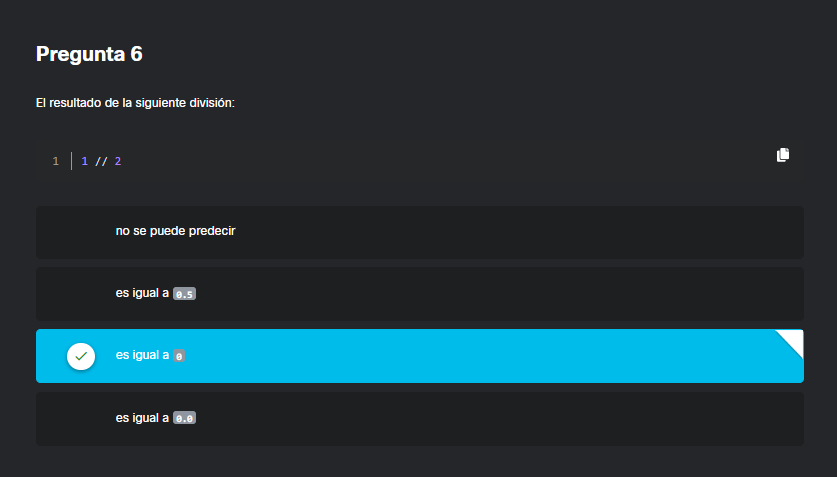 Pregunta 6
El resultado de la siguiente división:
1 1 // 2
no se puede predecir
es igual a 0.5
es igual a 0
es igual a 0.0